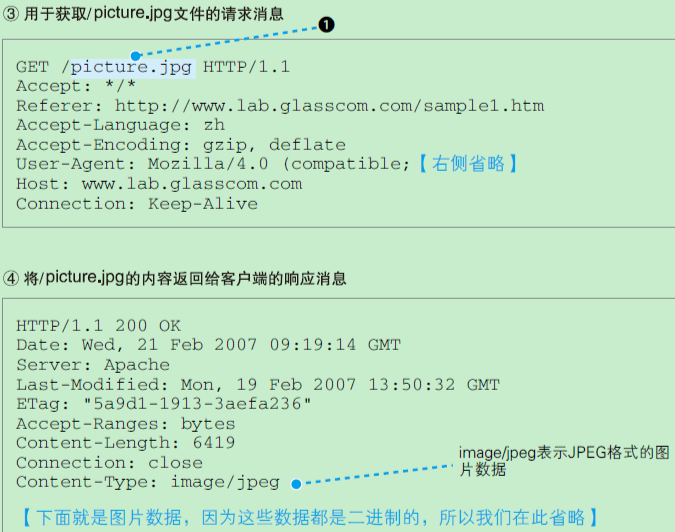 ③ 用于获取/picture.jpg文件的请求消息
❶
GET /picture.jpg HTTP/1.1
Accept: */*
Referer: http://www.lab.glasscom.com/sample1.htm
Accept-Language: zh
Accept-Encoding: gzip, deflate
User-Agent: Mozilla/4.0 (compatible;【右侧省略】
Host: www.lab.glasscom.com
Connection: Keep-Alive
④ 将/picture.jpg的内容返回给客户端的响应消息
HTTP/1.1 200 OK
Date: Wed, 21 Feb 2007 09:19:14 GMT
Server: Apache
Last-Modified: Mon, 19 Feb 2007 13:50:32 GMT
ETag: "5a9d1-1913-3aefa236"
Accept-Ranges: bytes
Content-Length: 6419
Connection: close
Content-Type: image/jpeg
image/jpeg表示JPEG格式的图
片数据
【下面就是图片数据，因为这些数据都是二进制的，所以我们在此省略】